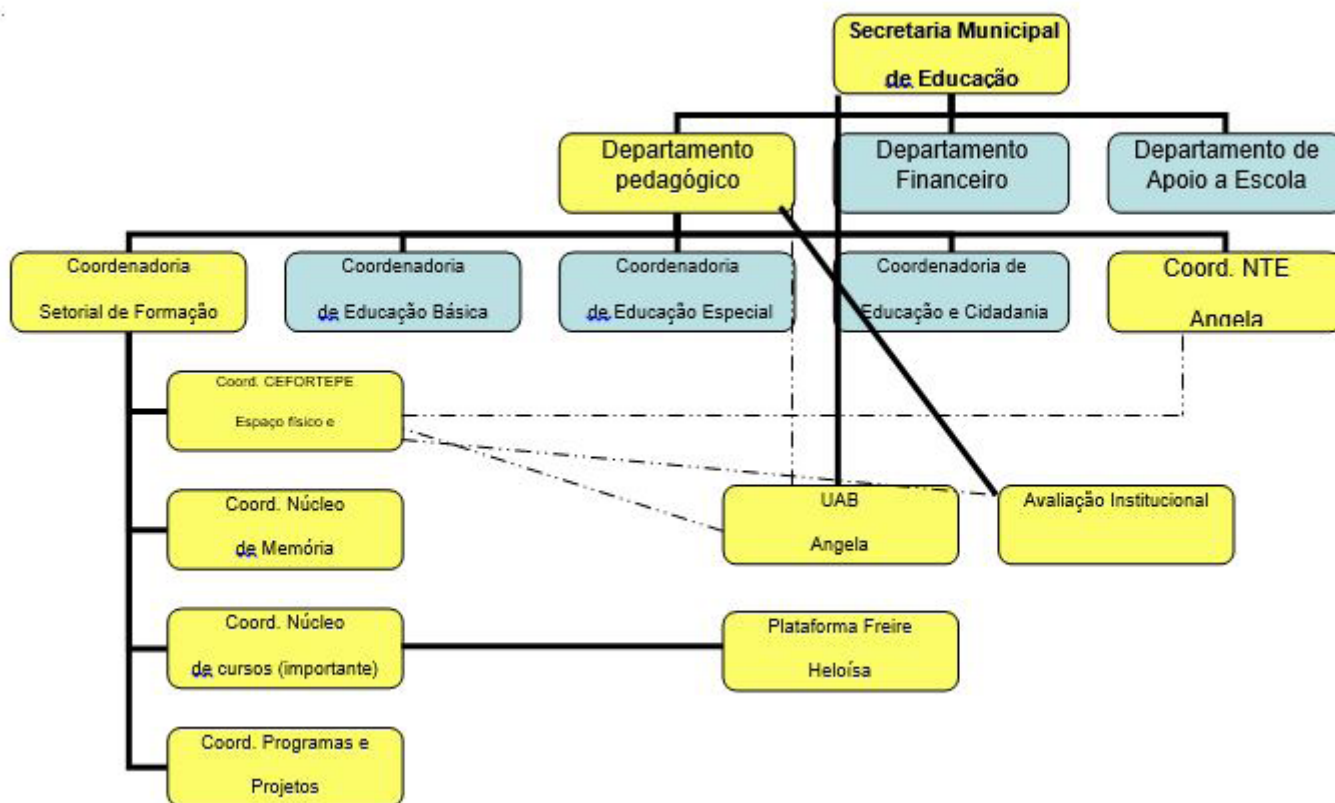 Secretaria Municipal
de Educação
Departamento
pedagógico
Departamento
Financeiro
Departamento de
Apoio a Escola
Coordenadoria
Setorial de Formação
Coordenadoria
de Educação Básica
Coordenadoria
de Educação Especial
Coordenadoria de
Educação e Cidadania
Coord. NTE
Angela
Coord. CEFORTEPE
Espaço físico e
Coord. Núcleo
de Memória
UAB
Angela
Avaliação Institucional
Coord. Núcleo
de cursos (importante)
Plataforma Freire
Heloísa
Coord. Programas e
Projetos